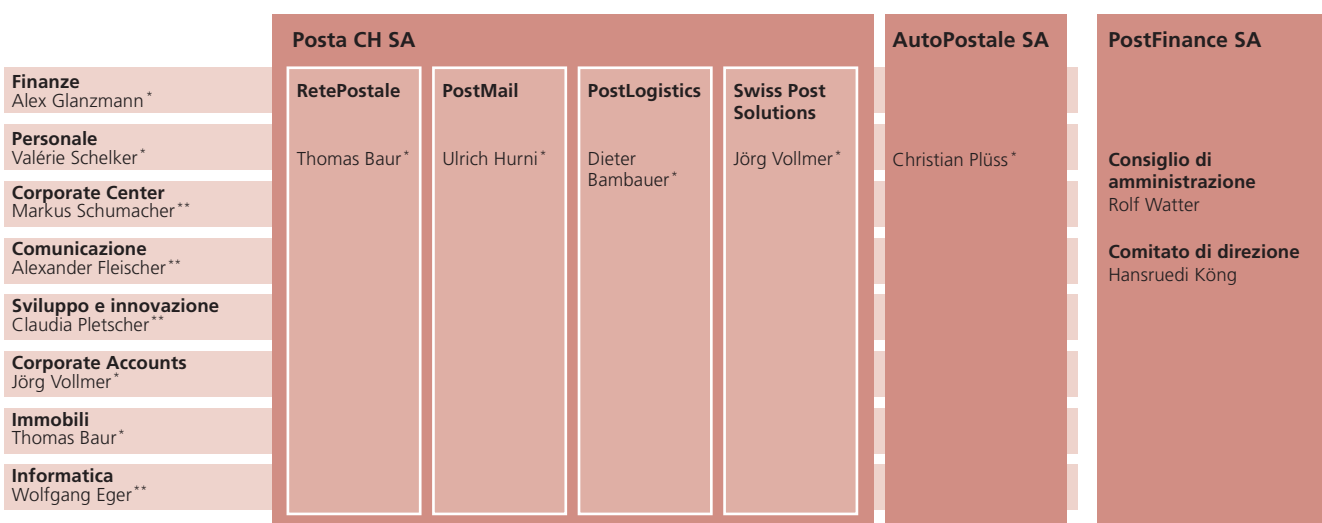 Posta CH SA
AutoPostale SA
PostFinance SA
Finanze
Alex Glanzmann*
Personale
Valérie Schelker*
Corporate Center
Markus Schumacher**
Comunicazione
Alexander Fleischer**
Sviluppo e innovazione
Claudia Pletscher**
Corporate Accounts
Jörg Vollmer*
Immobili
Thomas Baur*
Informatica
Wolfgang Eger**
RetePostale
Thomas Baur*
PostMail
Ulrich Hurni*
PostLogistics
Dieter
Bambauer*
Swiss Post
Solutions
Jörg Vollmer*
Christian Plüss*
Consiglio di
amministrazione
Rolf Watter
Comitato di direzione
Hansruedi Köng